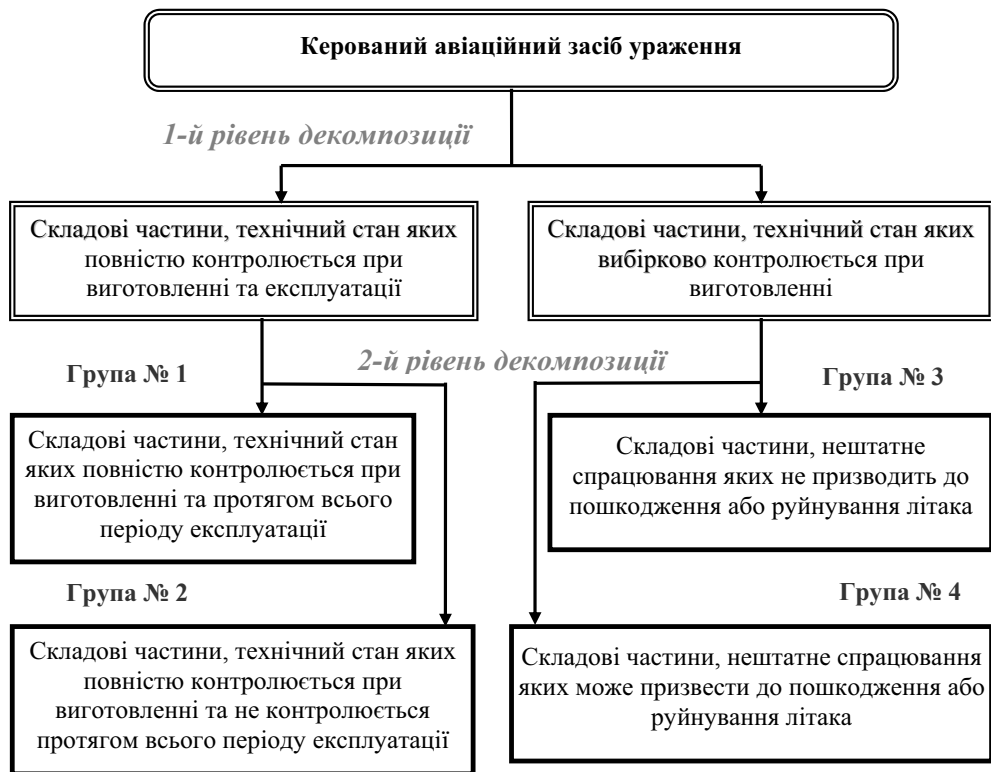 Керований авіаційний засіб ураження
1-й рівень декомпозиції
Складові частини, технічний стан яких
повністю контролюється при
виготовленні та експлуатації
Складові частини, технічний стан яких
вибірково контролюється при
виготовленні
2-й рівень декомпозиції
Група № 1
Складові частини, технічний стан
яких повністю контролюється при
виготовленні та протягом всього
періоду експлуатації
Група № 3
Складові частини, нештатне
спрацювання яких не призводить до
пошкодження або руйнування літака
Група № 2
Складові частини, технічний стан яких
повністю контролюється при
виготовленні та не контролюється
протягом всього періоду експлуатації
Група № 4
Складові частини, нештатне спрацювання
яких може призвести до пошкодження або
руйнування літака